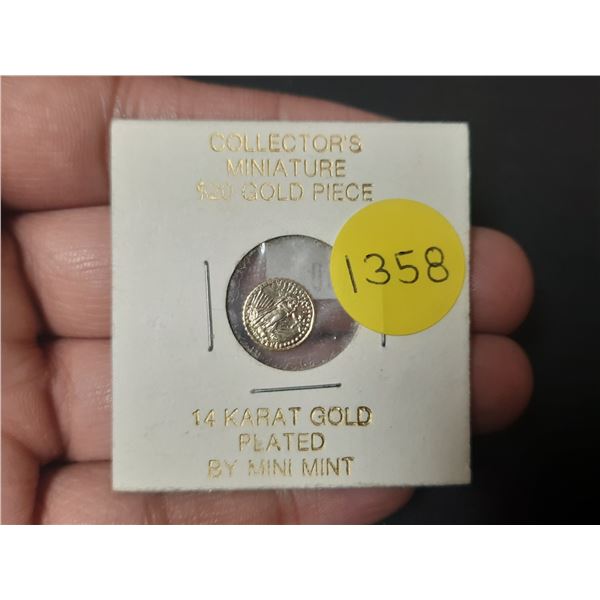 COLLECTOR'S
MINIATURE
$20 GOLD PIECE
1358
14 KARAT GOLD
PLATED
BY MINI MINT